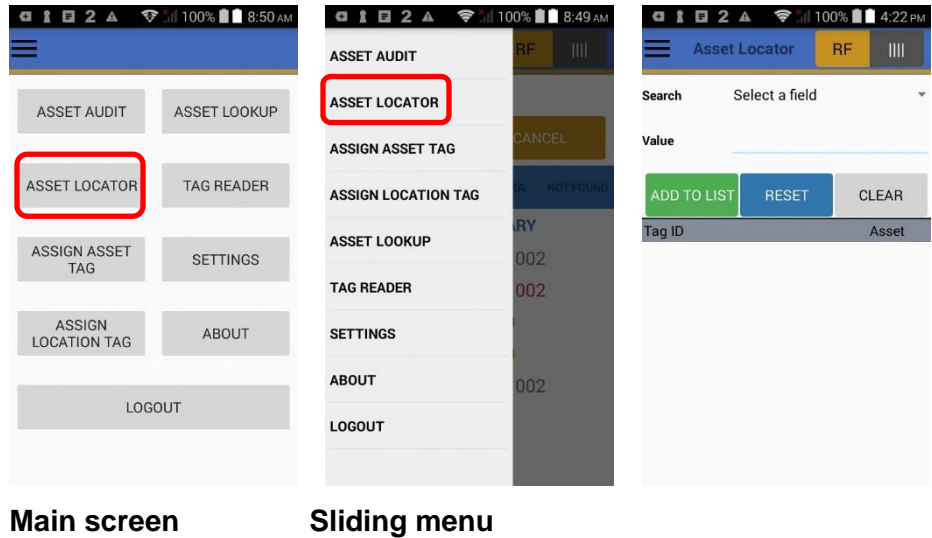 2 100% 8:50 AM
ASSET AUDIT ASSET LOOKUP
ASSET LOCATOR TAG READER
ASSIGN ASSET
TAG
SETTINGS
ASSIGN
LOCATION TAG
ABOUT
LOGOUT
Main screen
2 100% 8:49 AM
ASSET AUDIT
ASSET LOCATOR
ASSIGN ASSET TAG
ASSIGN LOCATION TAG
ASSET LOOKUP
TAG READER
SETTINGS
ABOUT
LOGOUT
RF
CANCEL
NOT FOUND
002
002
002
Sliding menu
2 100% 4:22 PM
Asset Locator RF
Search Select a field
Value
ADD TO LIST RESET CLEAR
Tag ID Asset